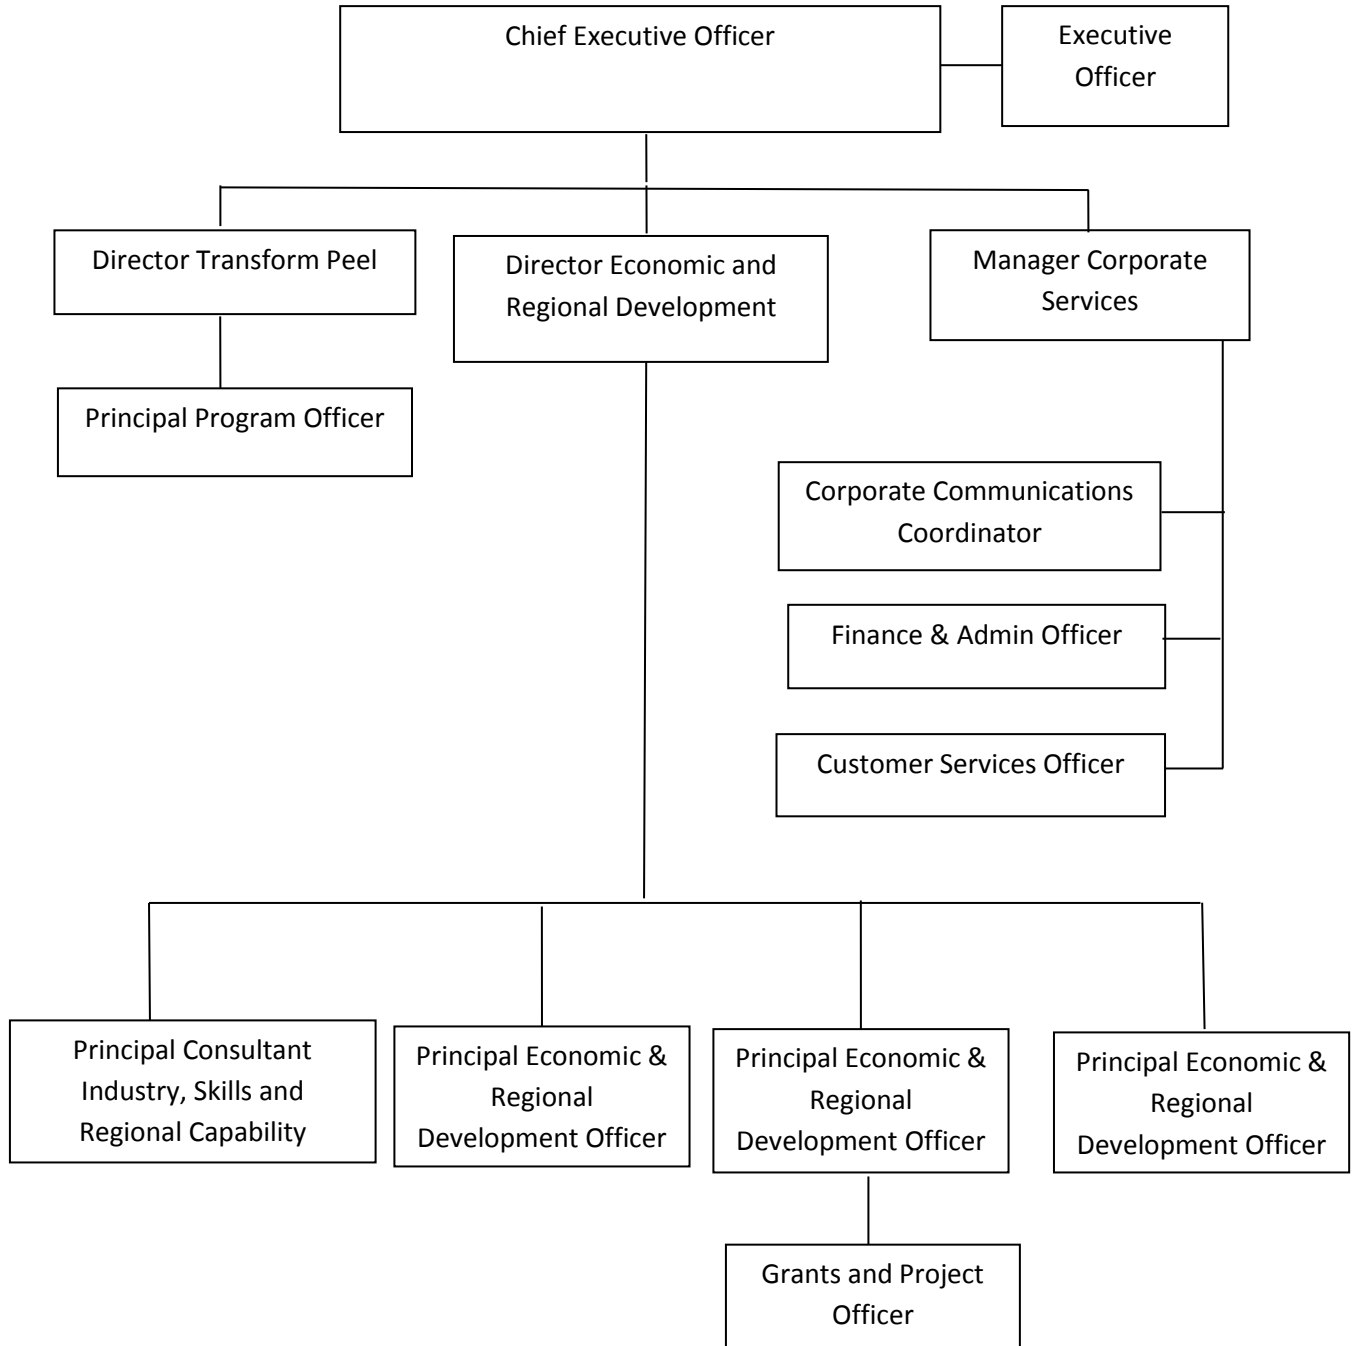 Chief Executive Officer
Executive
Officer
Director Transform Peel
Director Economic and
Regional Development
Manager Corporate
Services
Principal Program Officer
Corporate Communications
Coordinator
Finance & Admin Officer
Customer Services Officer
Principal Consultant
Industry, Skills and
Regional Capability
Principal Economic &
Regional
Development Officer
Principal Economic &
Regional
Development Officer
Principal Economic &
Regional
Development Officer
Grants and Project
Officer